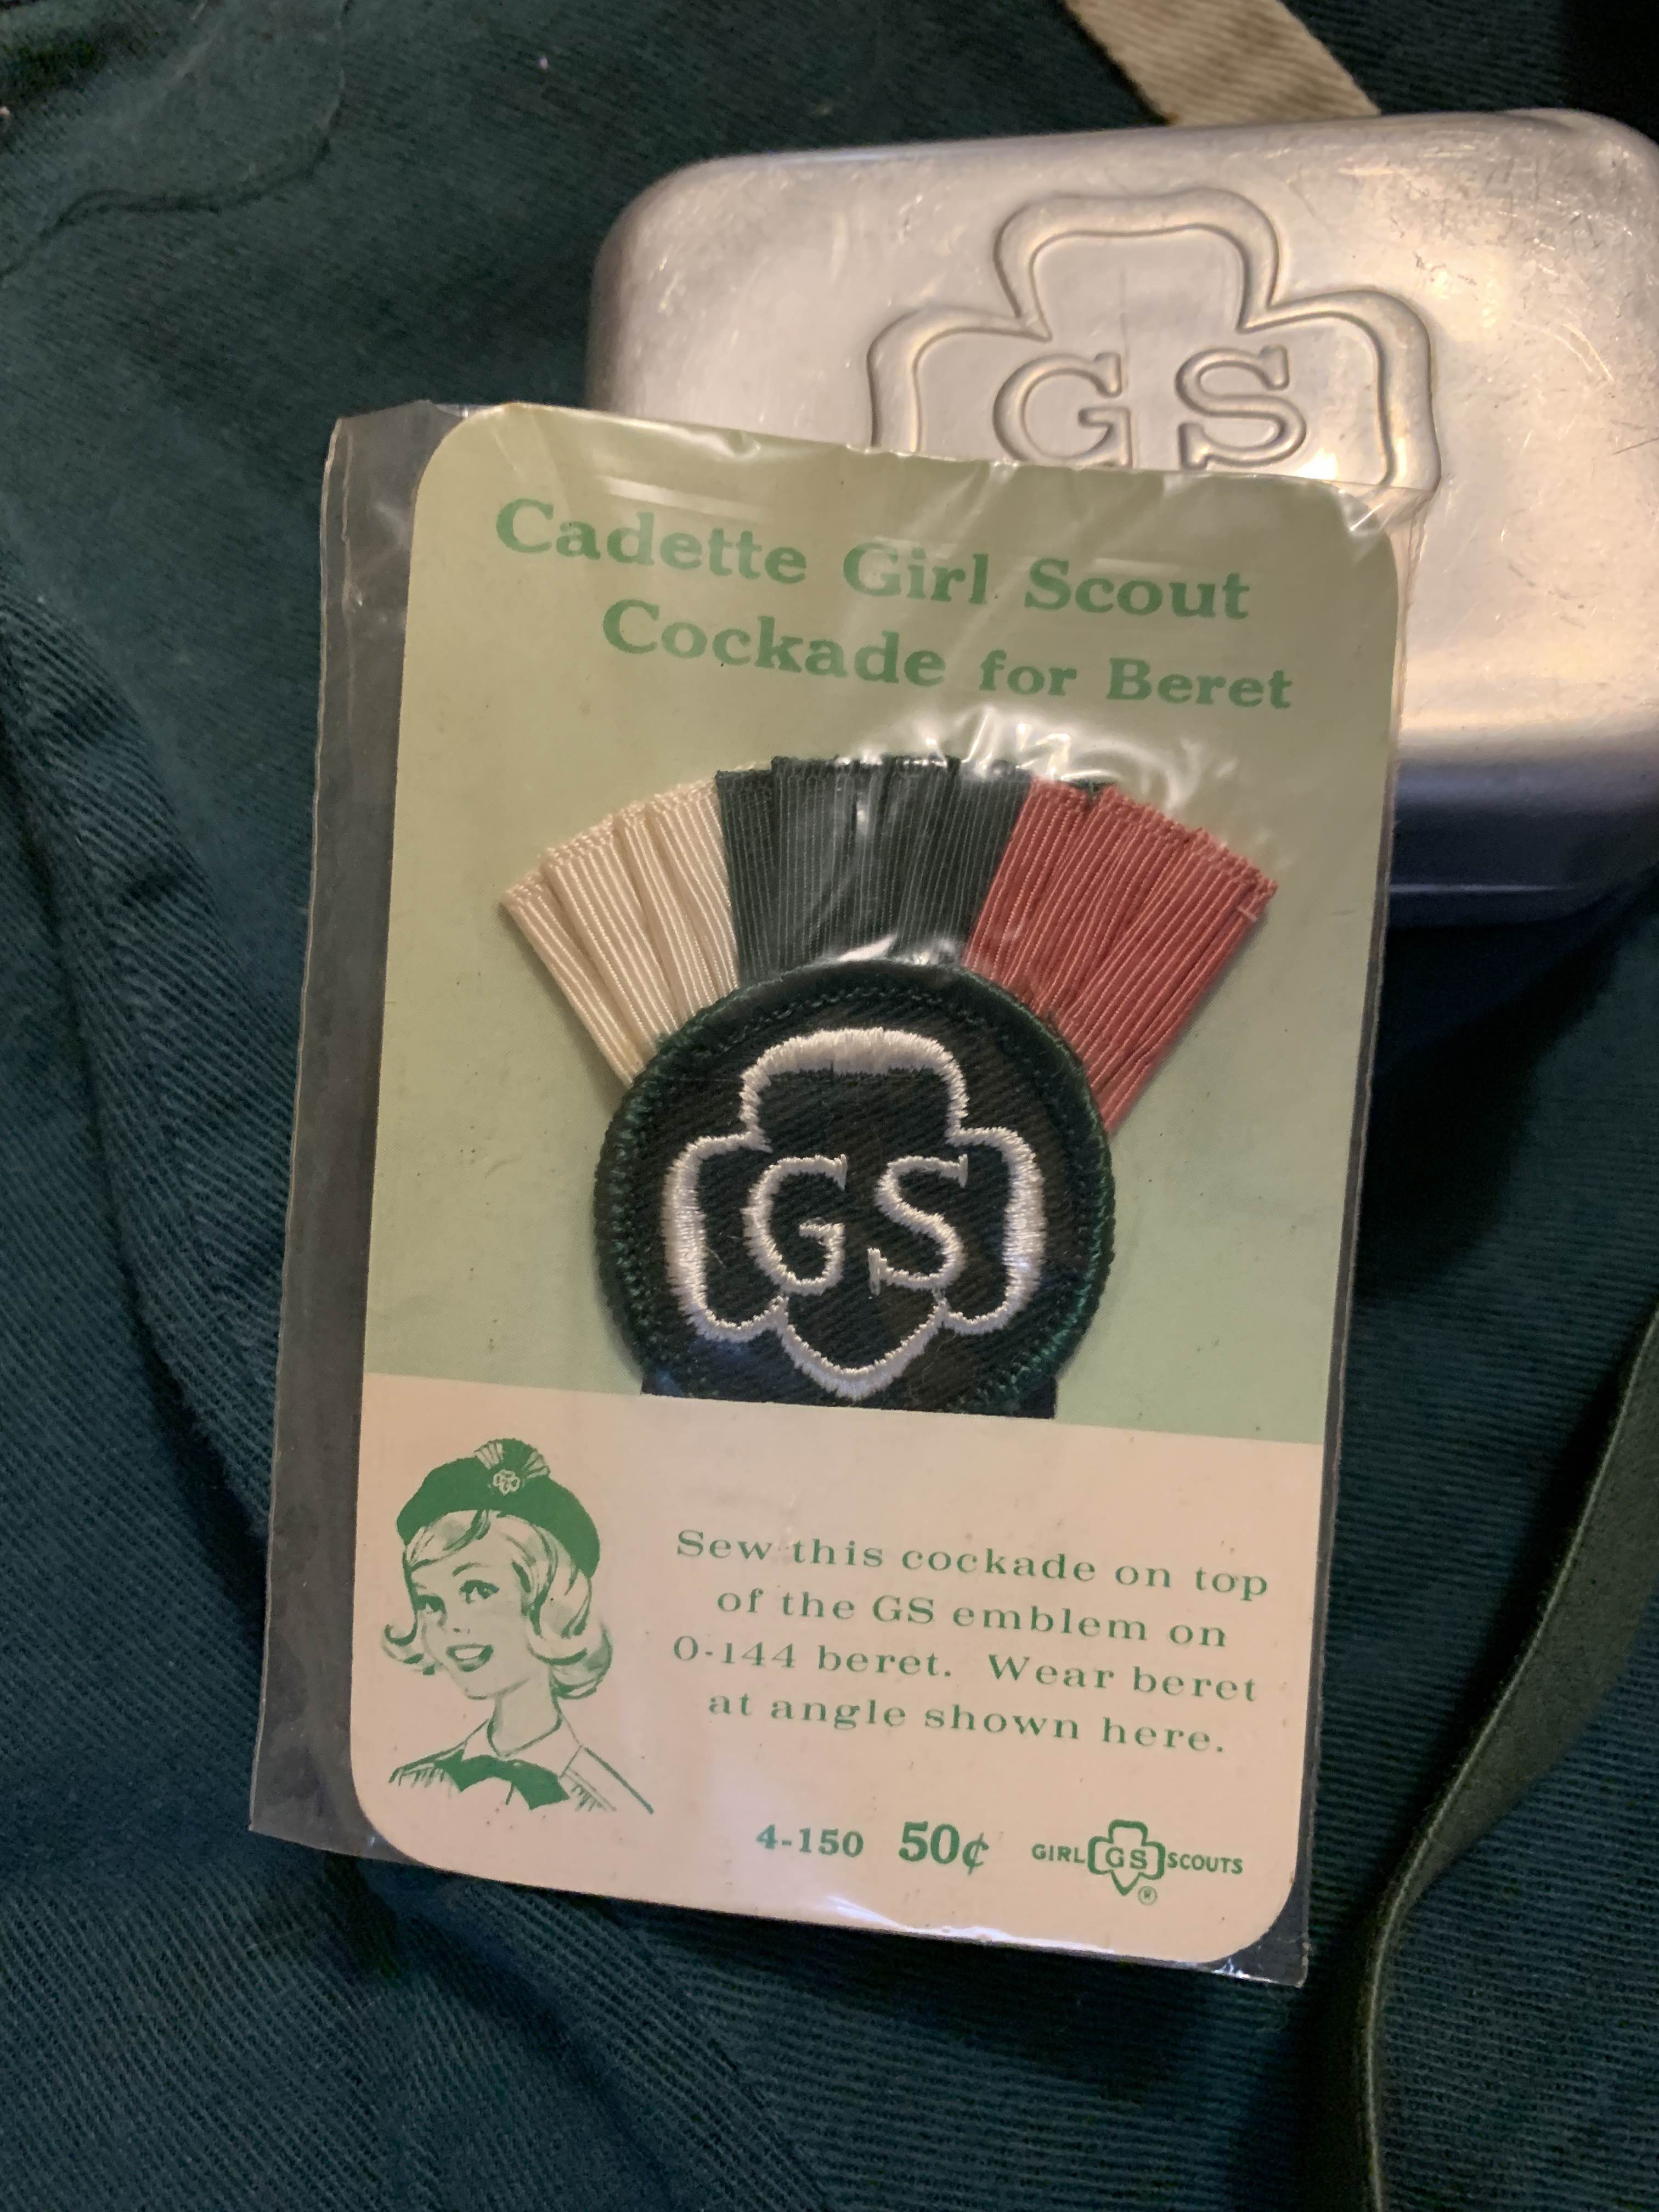 GS
Cadette Girl Scout
Cockade for Beret
GS
Sew this cockade on top
of the GS emblem on
0-144 beret. Wear beret
at angle shown here.
4-150 50¢ GIRL GS SCOUTS
®